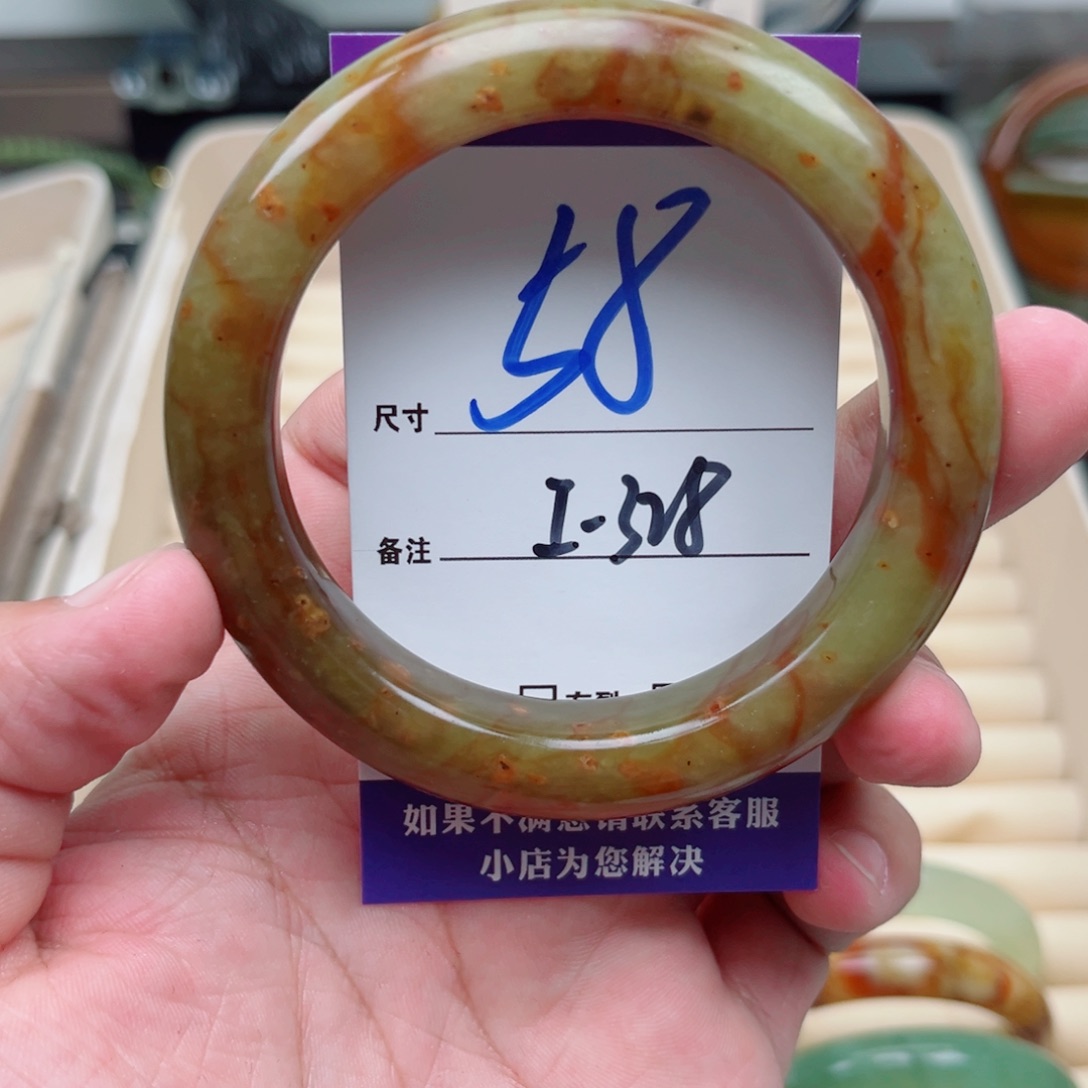 尺寸 58
备注 I-528
如果不满意请联系客服
小店为您解决